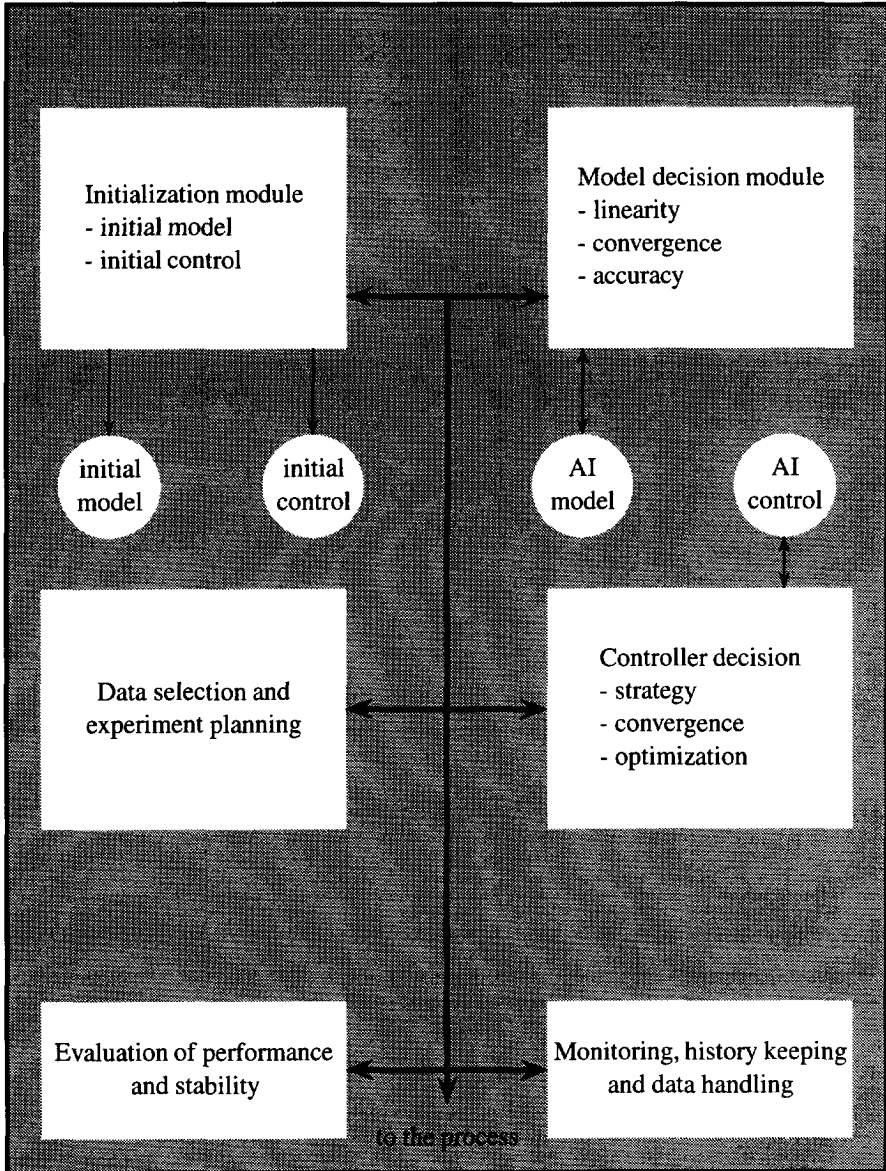 Initialization module
- initial model
- initial control
Model decision module
- linearity
- convergence
- accuracy
initial
model
initial
control
AI
model
AI
control
Data selection and
experiment planning
Controller decision
- strategy
- convergence
- optimization
Evaluation of performance
and stability
Monitoring, history keeping
and data handling
to the process